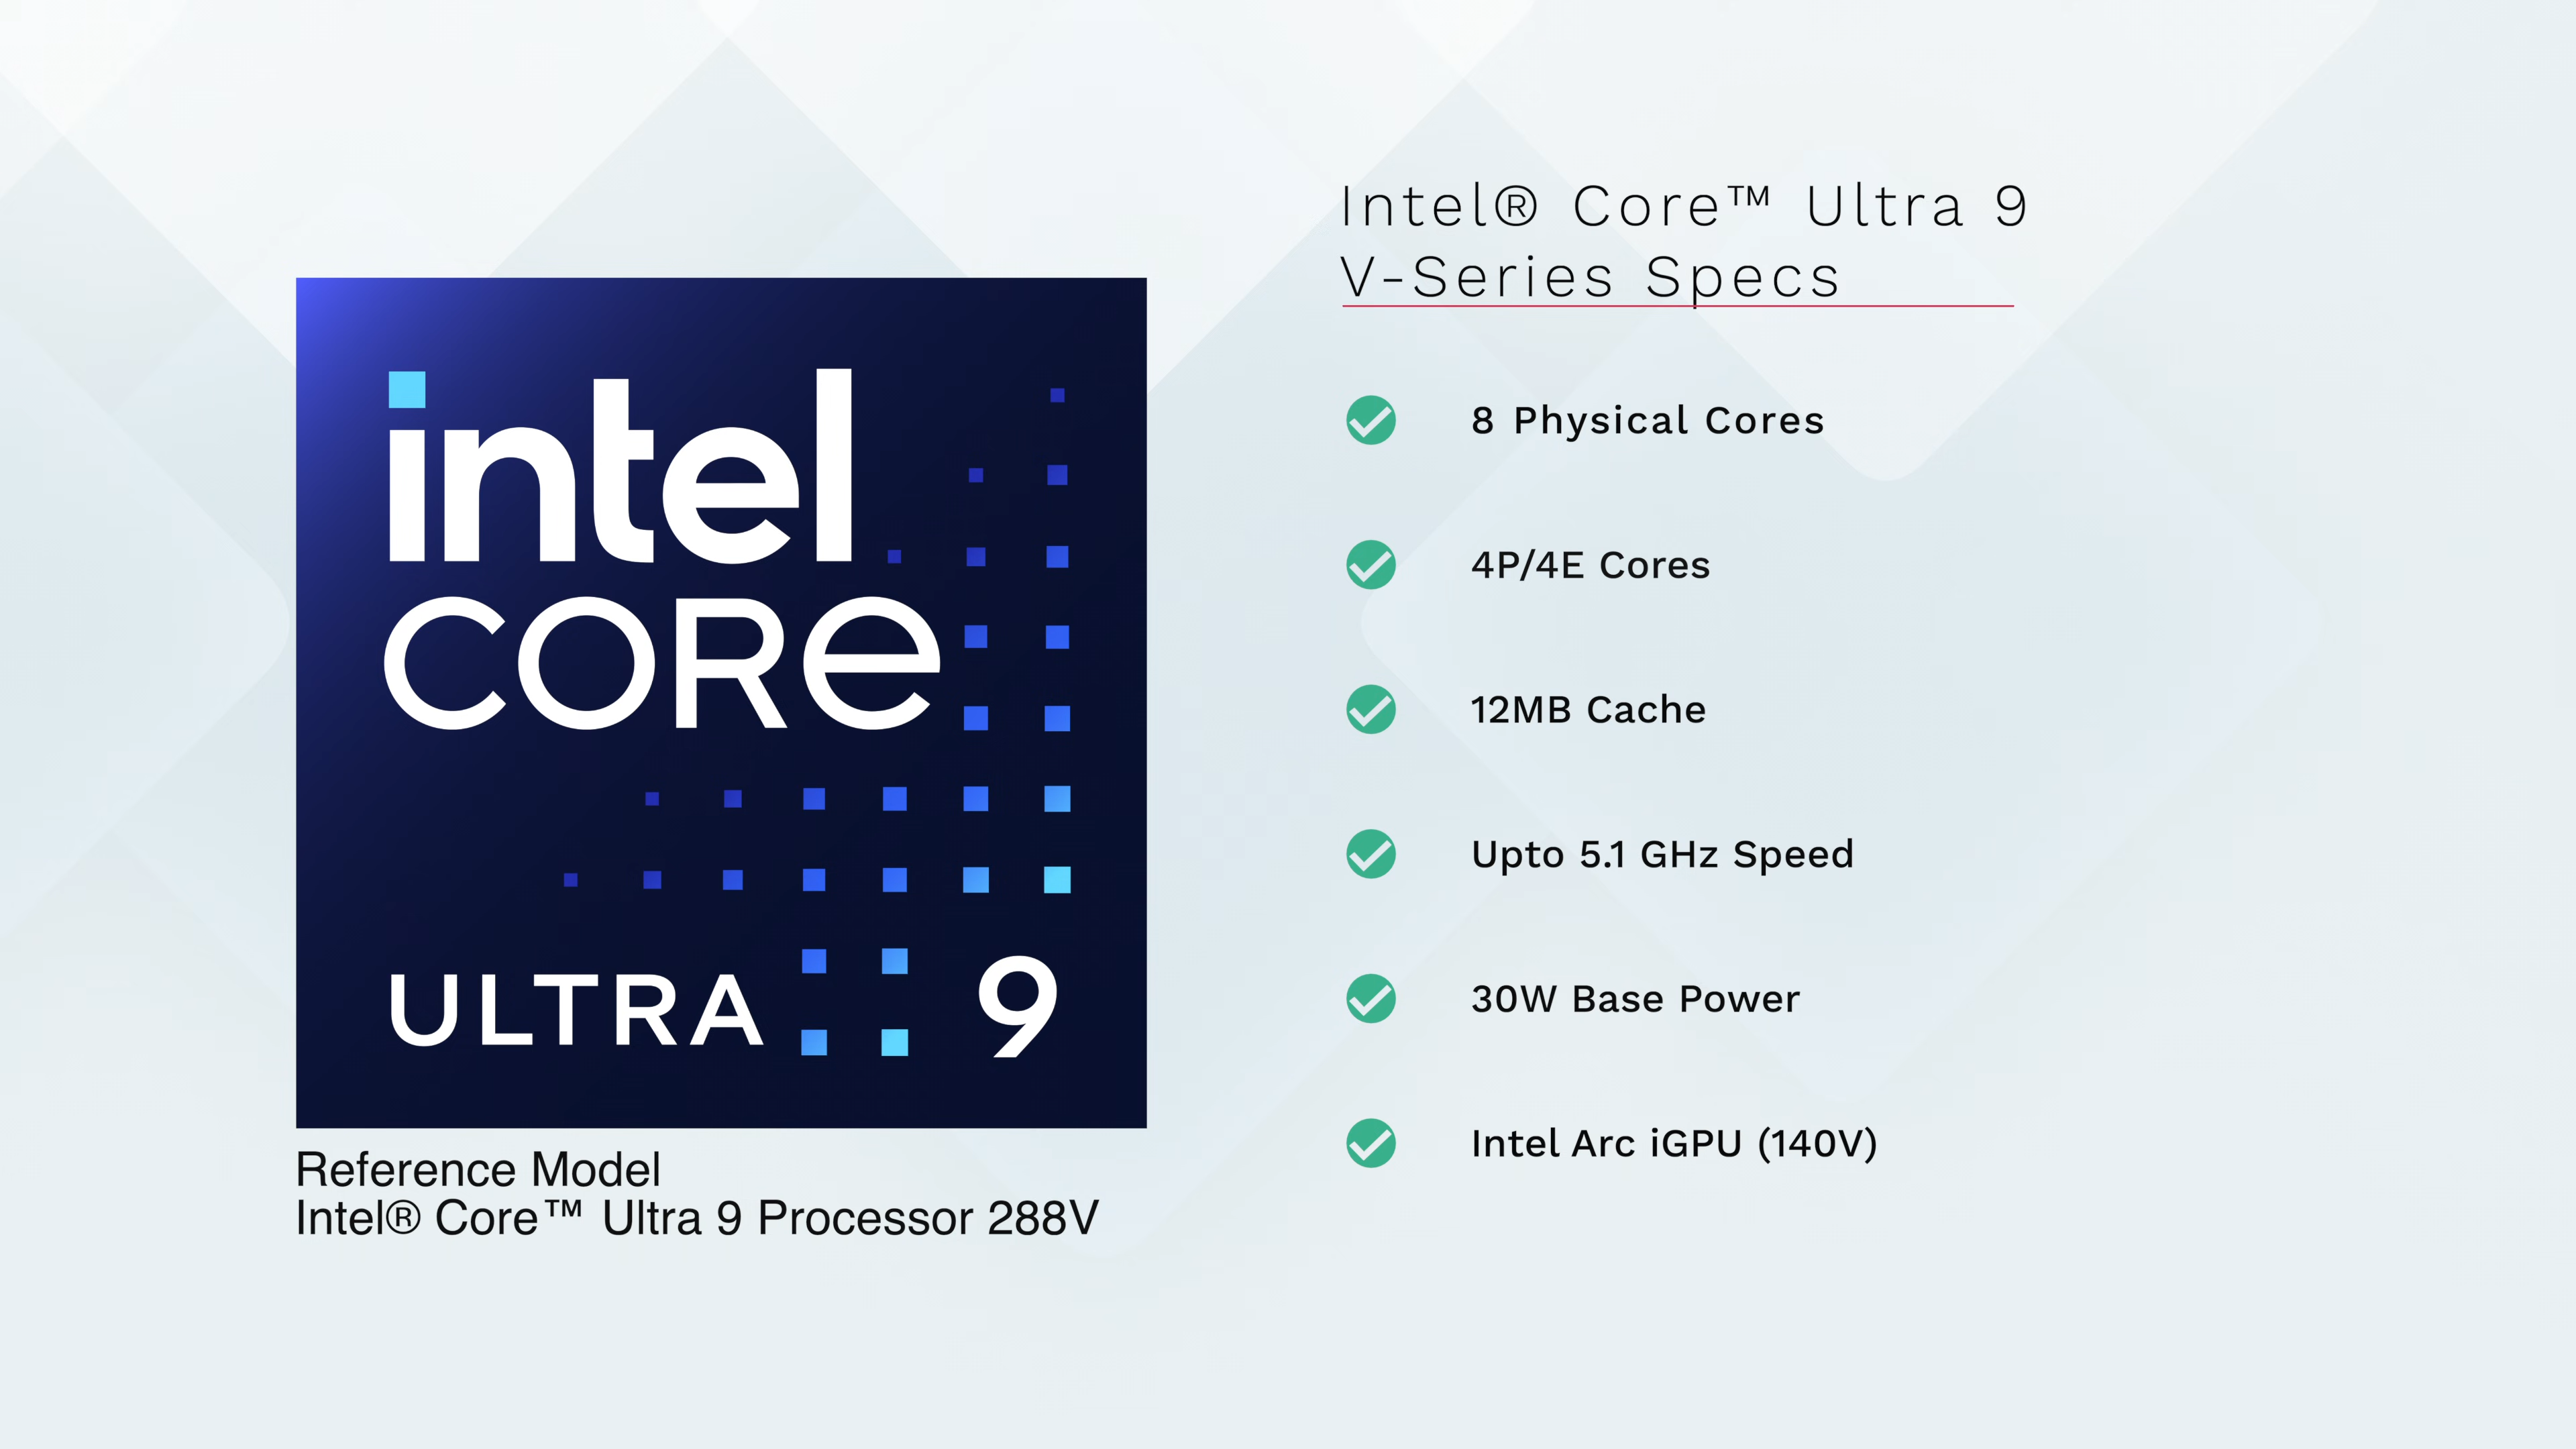 intel
CORe
ULTRA 9
Reference Model
Intel® Core™ Ultra 9 Processor 288V
Intel® Core™ Ultra 9
V-Series Specs
8 Physical Cores
4P/4E Cores
12MB Cache
Upto 5.1 GHz Speed
30W Base Power
Intel Arc iGPU (140V)